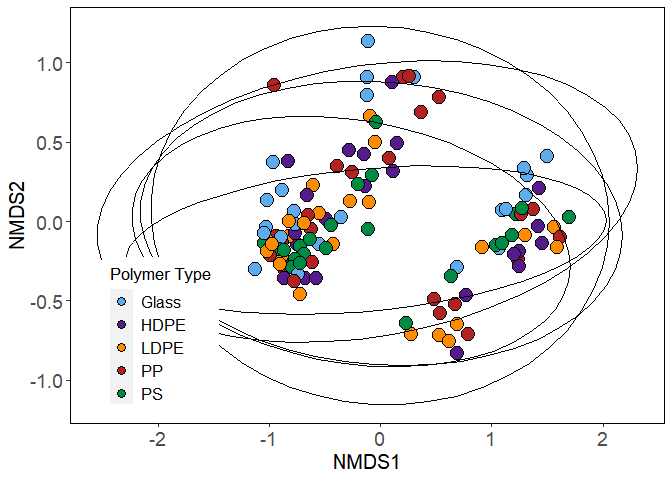 1.0
0.5
0.0
-0.5
-1.0
NMDS2
Polymer Type
Glass
HDPE
LDPE
PP
PS
-2 -1 0 1 2
NMDS1